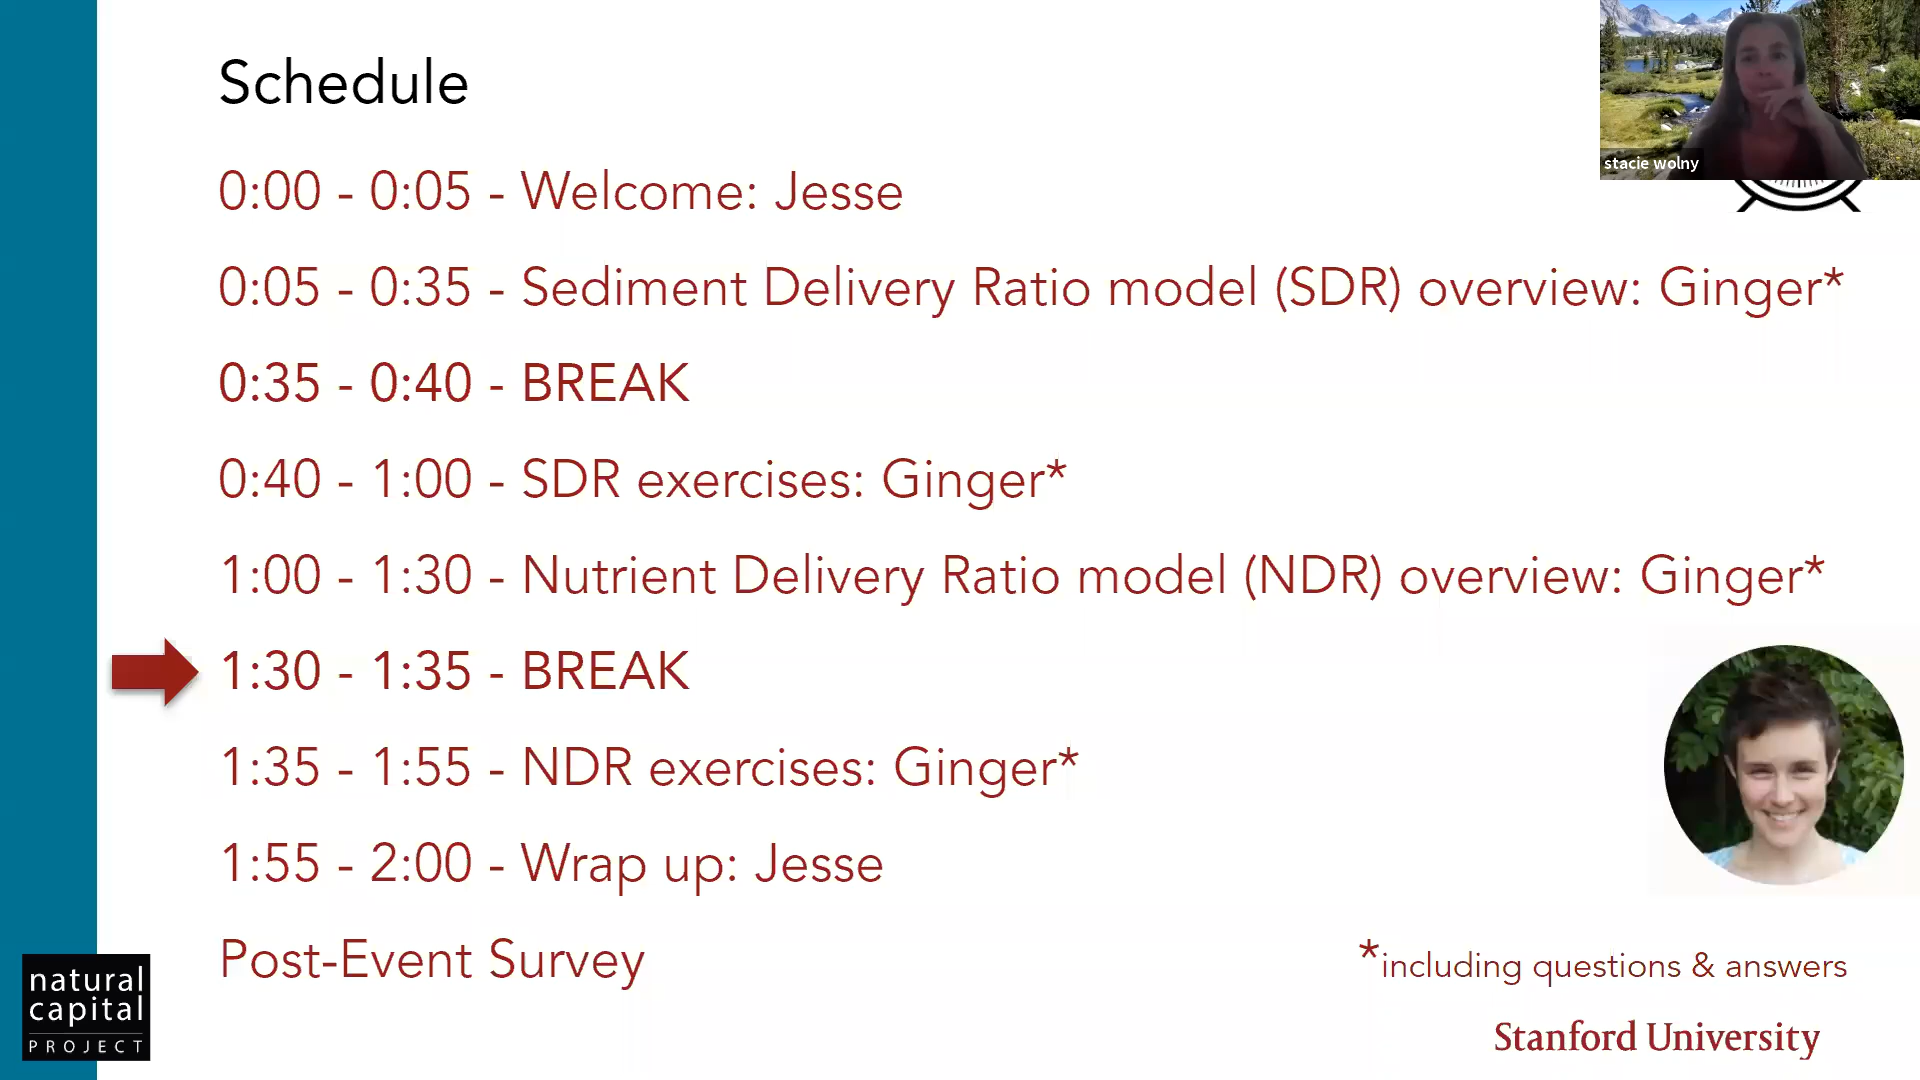 Schedule
stacie wolny
0:00 - 0:05 - Welcome: Jesse
0:05 - 0:35 - Sediment Delivery Ratio model (SDR) overview: Ginger*
0:35 - 0:40 - BREAK
0:40 - 1:00 - SDR exercises: Ginger*
1:00 - 1:30 - Nutrient Delivery Ratio model (NDR) overview: Ginger*
1:30 - 1:35 - BREAK
1:35 - 1:55 - NDR exercises: Ginger*
1:55 - 2:00 - Wrap up: Jesse
Post-Event Survey
*including questions & answers
natural
capital
PROJECT
Stanford University